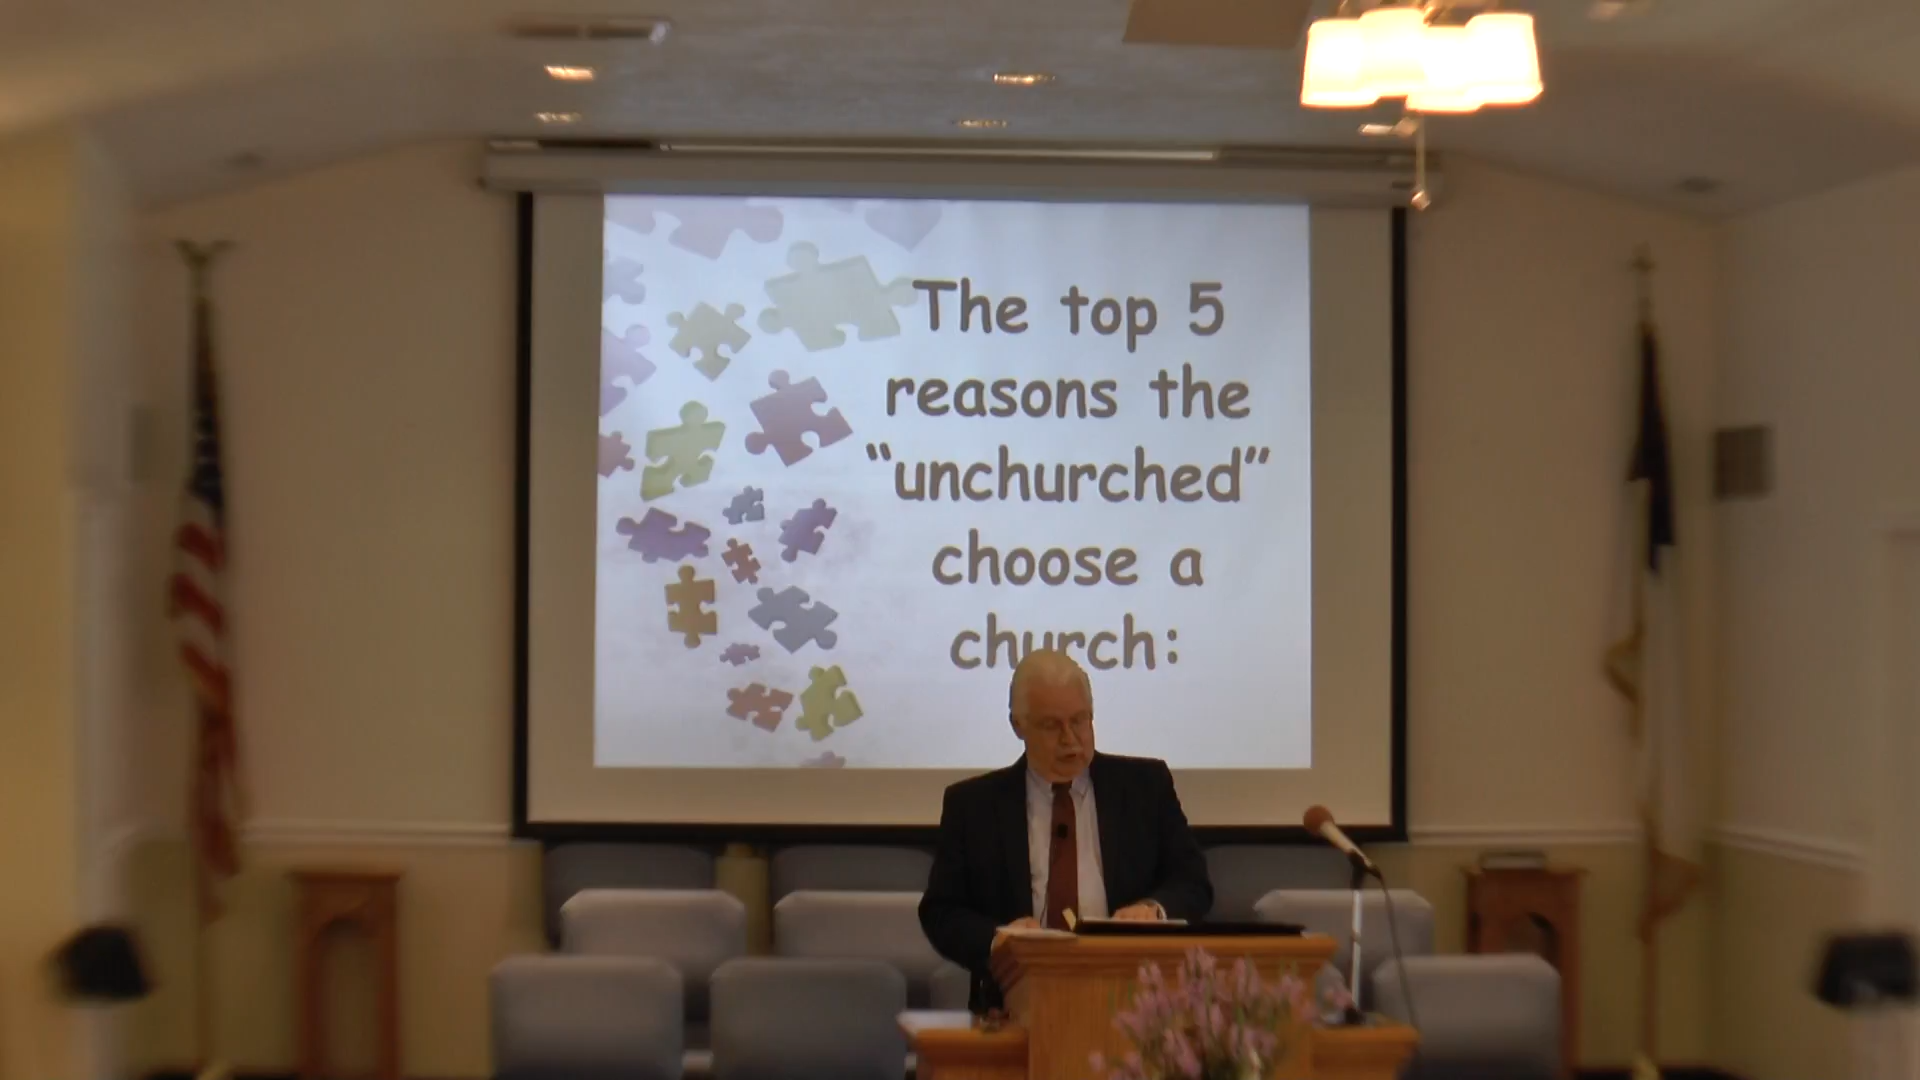 The top 5
reasons the
“unchurched”
choose a
church: